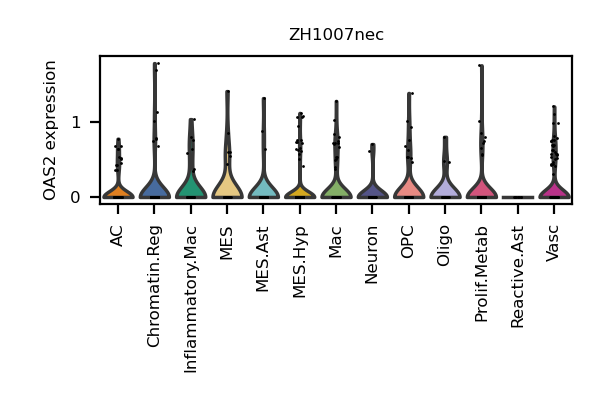 ZH1007nec
OAS2 expression
1
0
AC
Chromatin.Reg
Inflammatory.Mac
MES
MES.Ast
MES.Hyp
Mac
Neuron
OPC
Oligo
Prolif.Metab
Reactive.Ast
Vasc